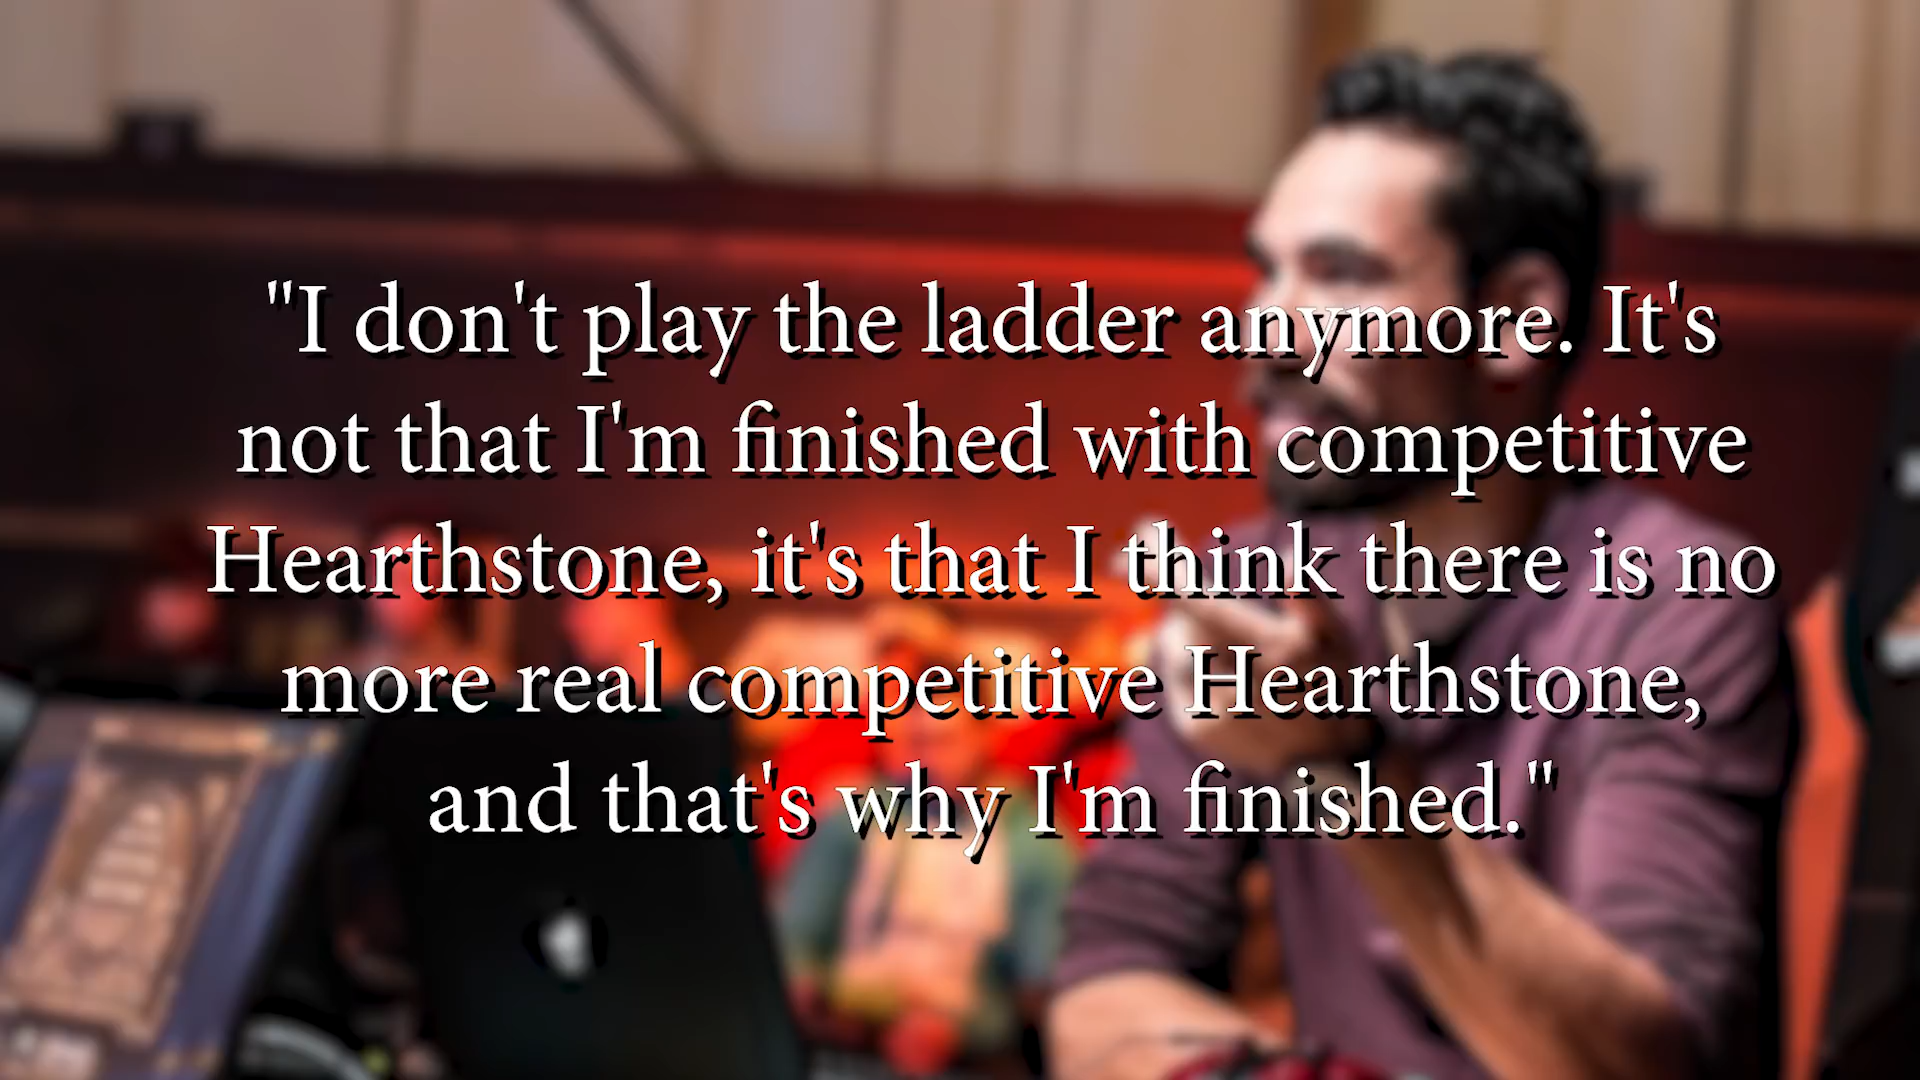 "I don't play the ladder anymore. It's
not that I'm finished with competitive
Hearthstone, it's that I think there is no
more real competitive Hearthstone,
and that's why I'm finished."